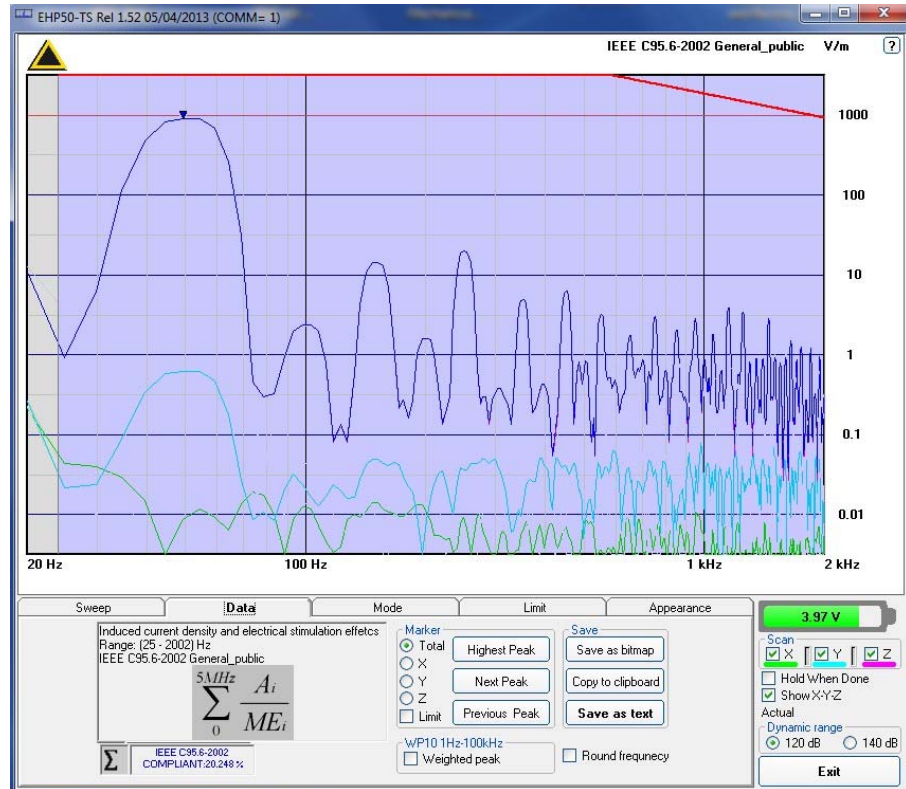 EHP50-TS Rel 1.52 05/04/2013 (COMM= 1)
IEEE C95.6-2002 General_public V/m ?
1000
100
10
1
0.1
0.01
20 Hz 100 Hz 1 kHz 2 kHz
Sweep Data Mode Limit Appearance
Induced current density and electrical stimulation effetcs
Range: (25 - 2002) Hz
IEEE C95.6-2002 General_public
5MHz
∑ Ai / MEi
0
Σ
IEEE C95.6-2002
COMPLIANT:20.248 %
Marker
Total
X
Y
Z
Limit
Highest Peak
Next Peak
Previous Peak
WP10 1Hz-100kHz
Weighted peak
Save
Save as bitmap
Copy to clipboard
Save as text
Round frequnecy
3.97 V
Scan
X Y Z
Hold When Done
Show X-Y-Z
Actual
Dynamic range
120 dB 140 dB
Exit